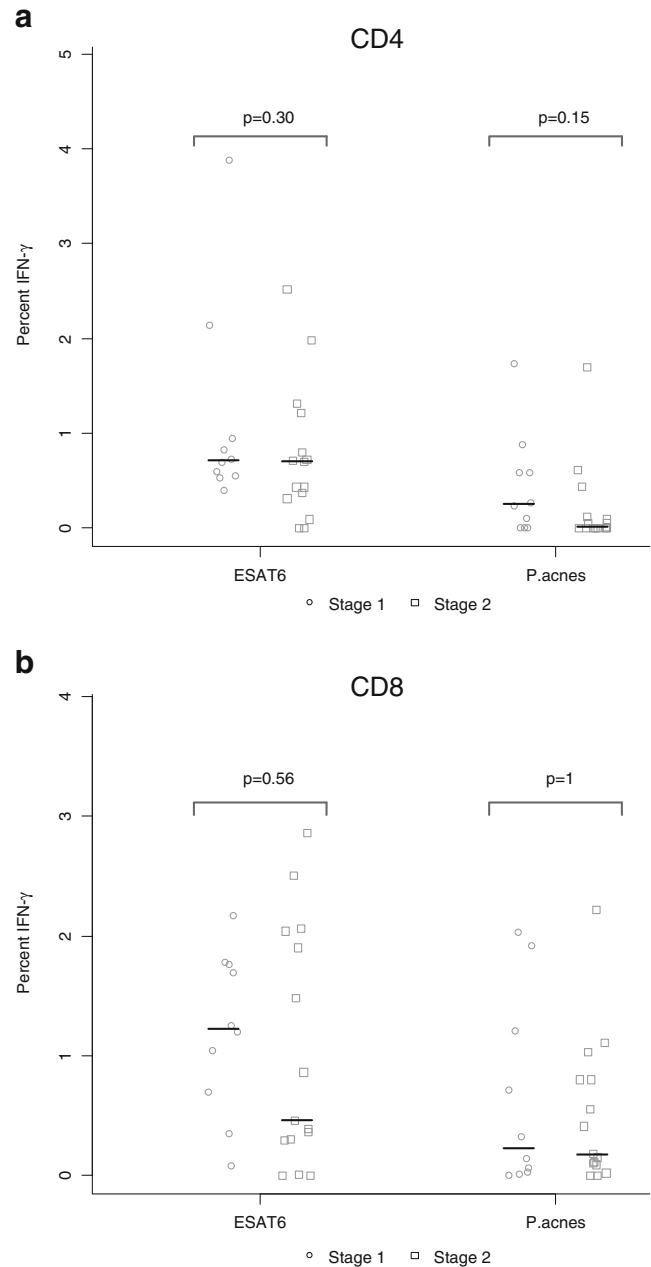 a
CD4
5
p=0.30 p=0.15
4
3
Percent IFN-γ
2
1
0
ESAT6 P.acnes
Stage 1 Stage 2
b
CD8
4
p=0.56 p=1
3
Percent IFN-γ
2
1
0
ESAT6 P.acnes
Stage 1 Stage 2